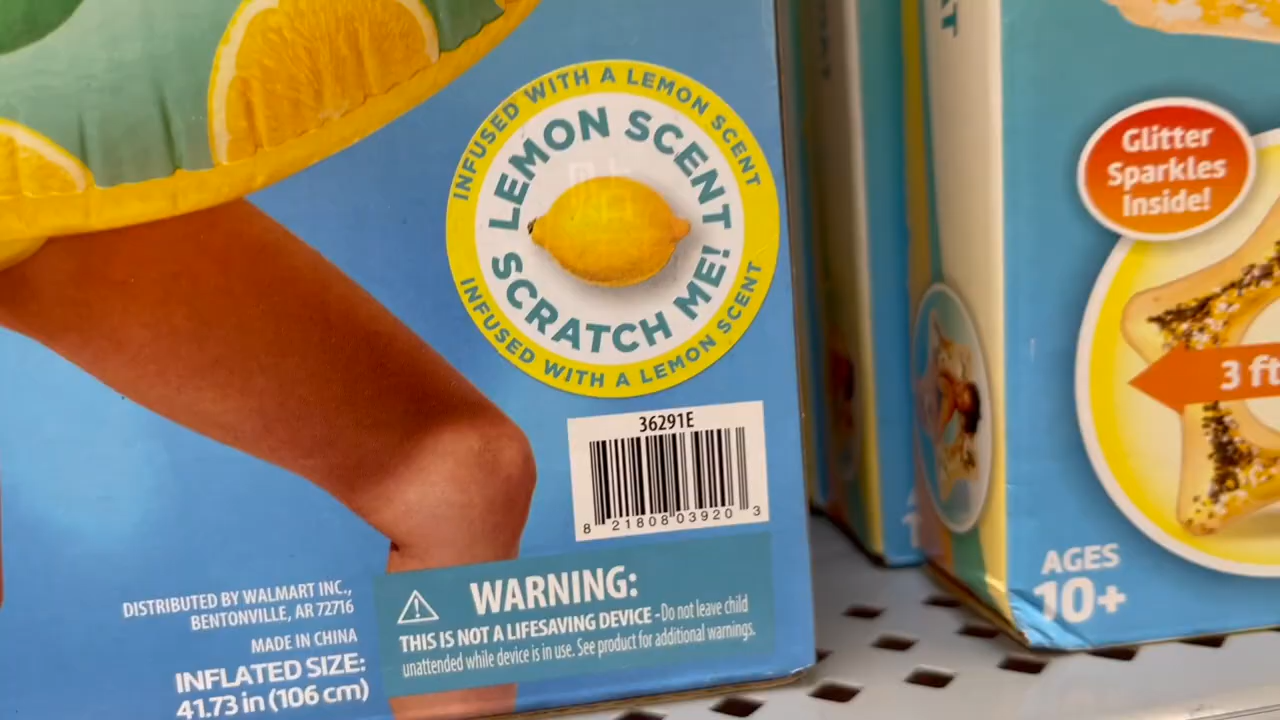 INFUSED WITH A LEMON SCENT
LEMON SCENT
SCRATCH ME!
INFUSED WITH A LEMON SCENT
36291E
8 21808 03920 3
DISTRIBUTED BY WALMART INC.,
BENTONVILLE, AR 72716
MADE IN CHINA
INFLATED SIZE:
41.73 in (106 cm)
WARNING:
THIS IS NOT A LIFESAVING DEVICE - Do not leave child
unattended while device is in use. See product for additional warnings.
Glitter
Sparkles
Inside!
3 ft
AGES
10+